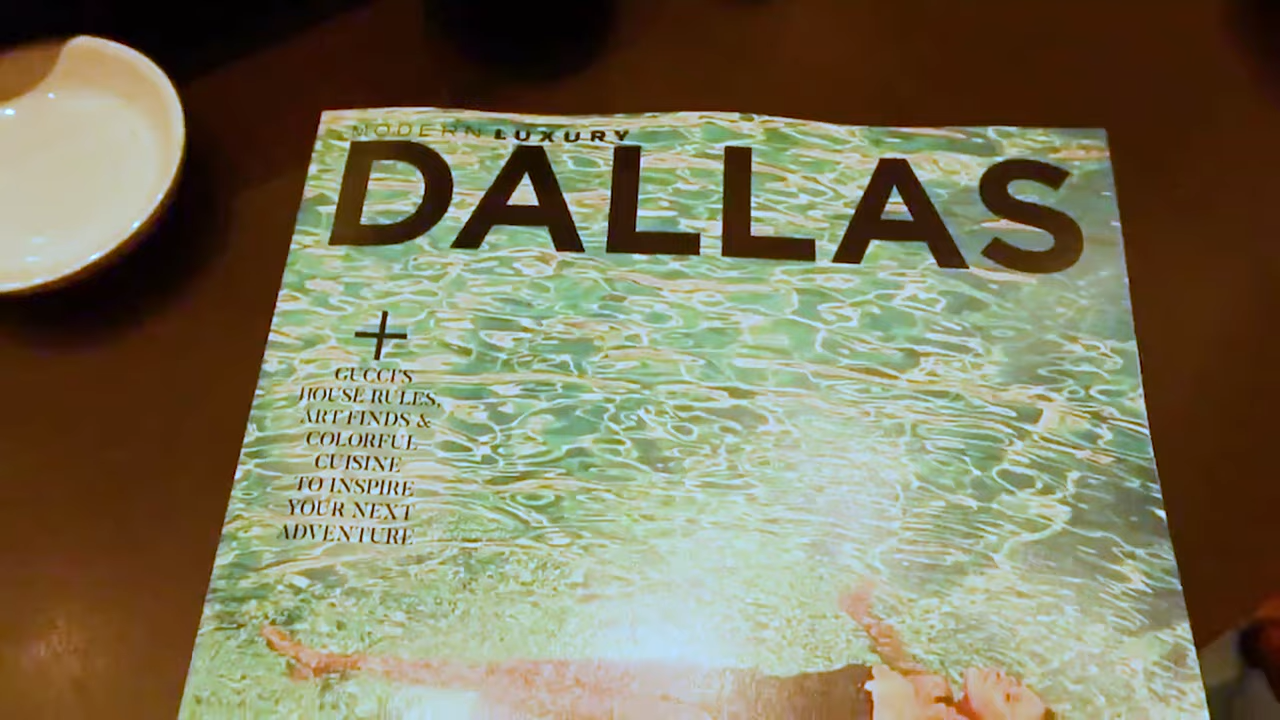 MODERN LUXURY
DALLAS
+
GUCCI'S
HOUSE RULES,
ART FINDS &
COLORFUL
CUISINE
TO INSPIRE
YOUR NEXT
ADVENTURE